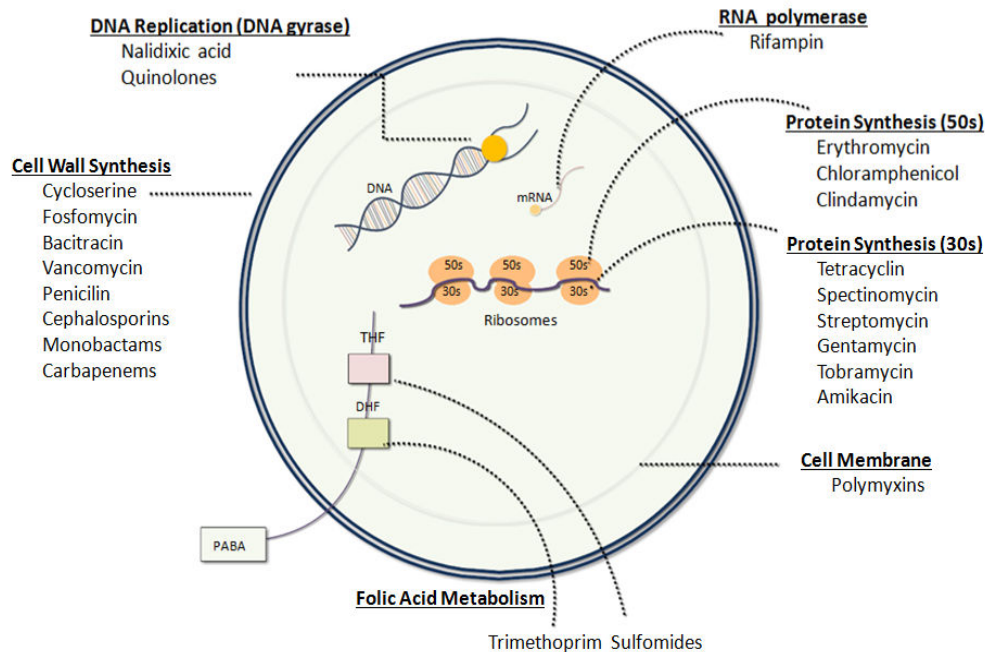 DNA Replication (DNA gyrase)
Nalidixic acid
Quinolones
RNA polymerase
Rifampin
Protein Synthesis (50s)
Erythromycin
Chloramphenicol
Clindamycin
Cell Wall Synthesis
Cycloserine
Fosfomycin
Bacitracin
Vancomycin
Penicilin
Cephalosporins
Monobactams
Carbapenems
DNA
mRNA
Protein Synthesis (30s)
Tetracyclin
Spectinomycin
Streptomycin
Gentamycin
Tobramycin
Amikacin
50s 50s 50s
30s 30s 30s
Ribosomes
THF
DHF
Cell Membrane
Polymyxins
PABA
Folic Acid Metabolism
Trimethoprim Sulfomides